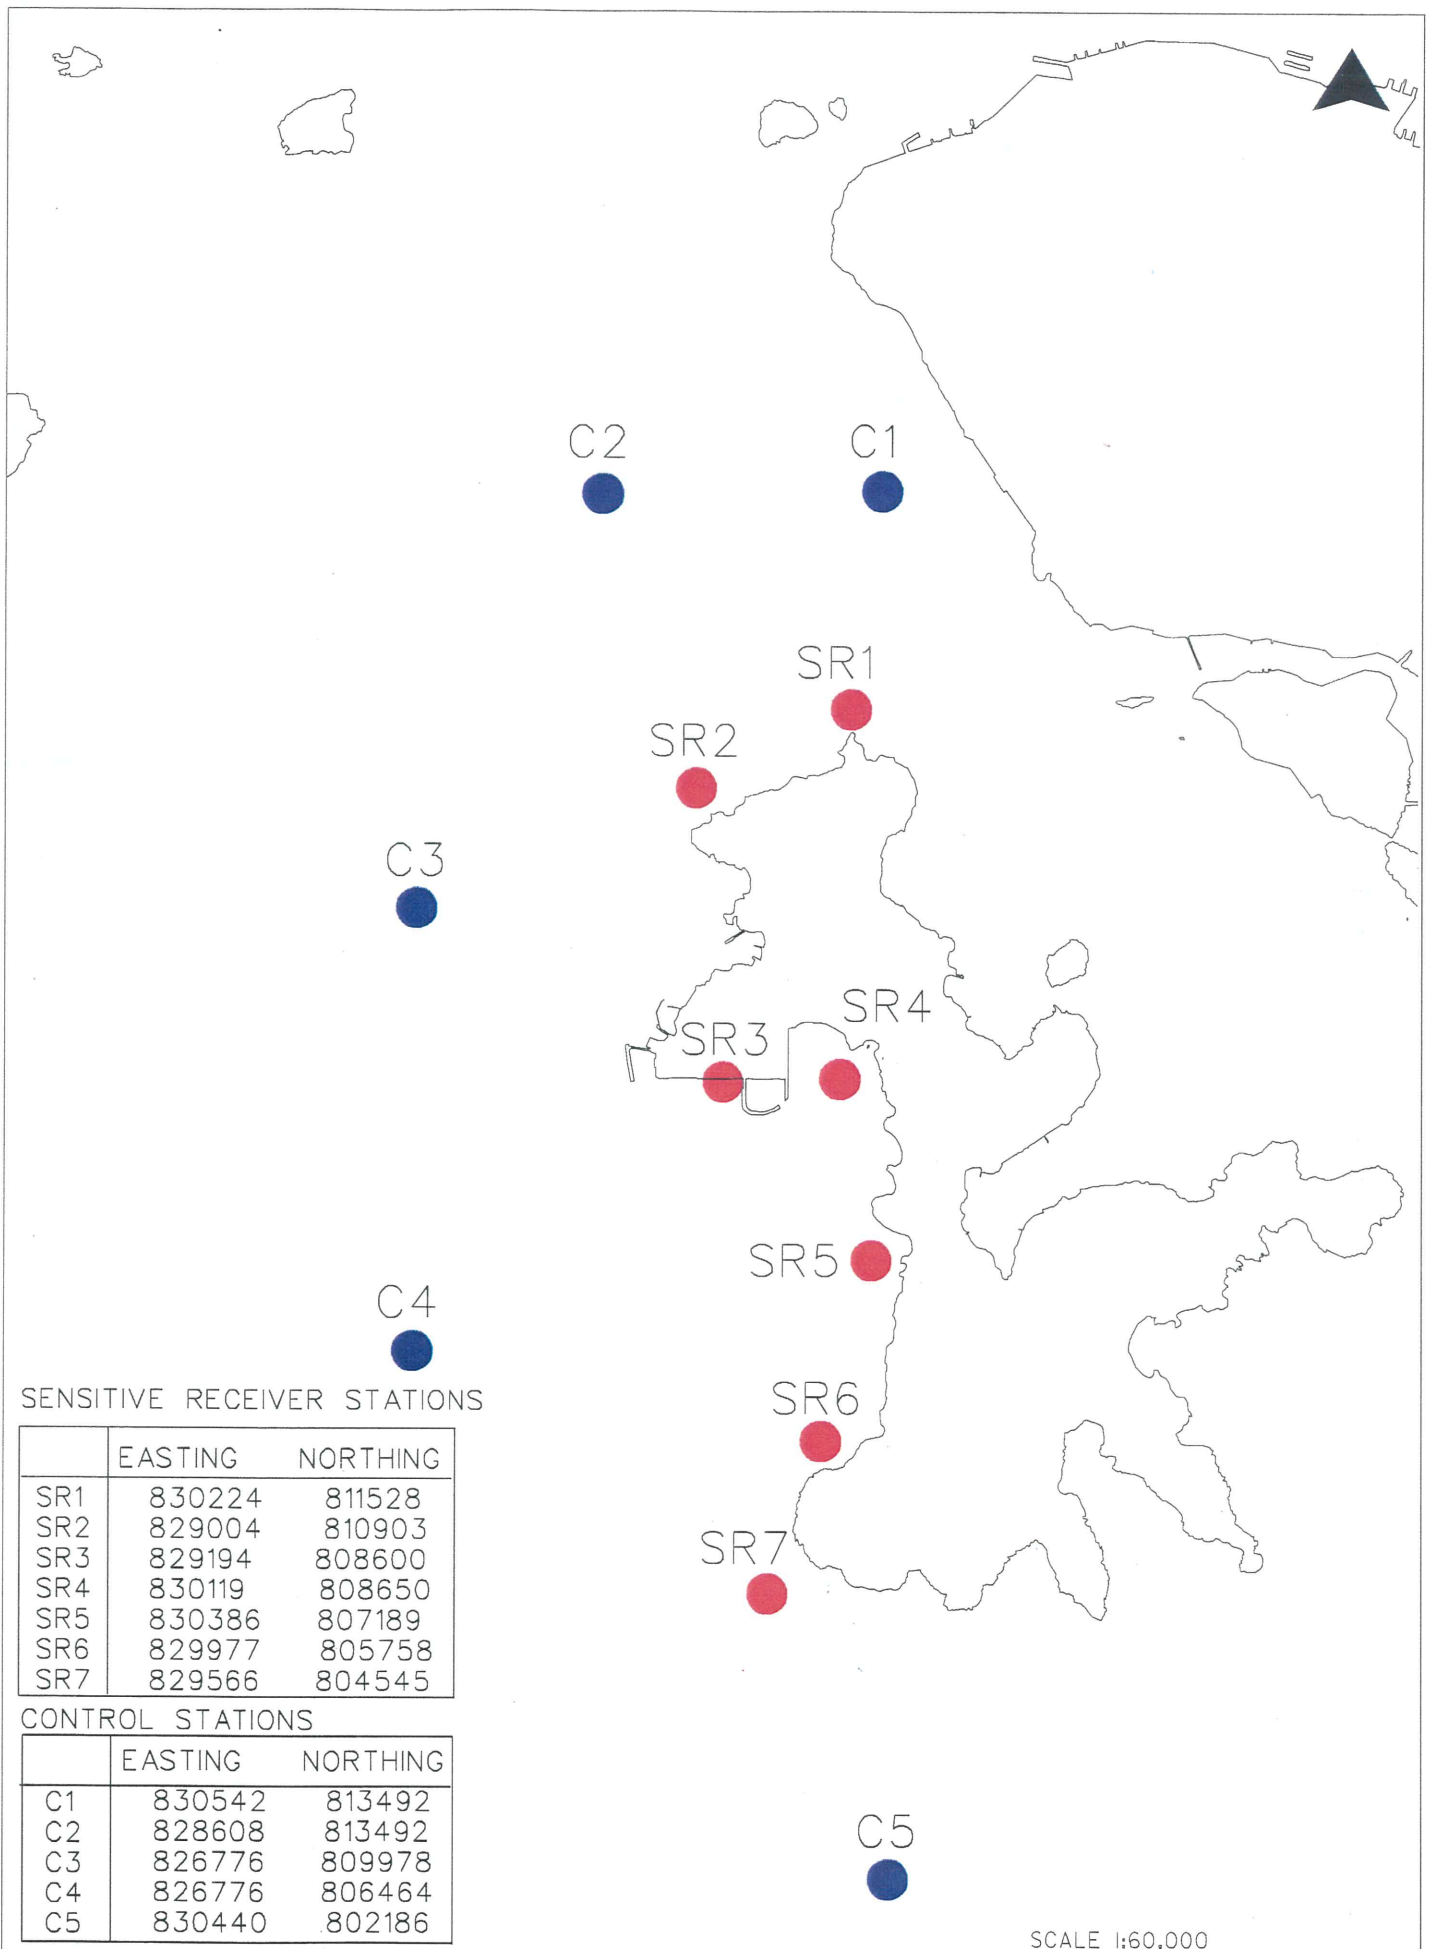 C2 C1
SR1
SR2
C3
SR4
SR3
SR5
C4
SR6
SR7
C5
SENSITIVE RECEIVER STATIONS
EASTING NORTHING
SR1 830224 811528
SR2 829004 810903
SR3 829194 808600
SR4 830119 808650
SR5 830386 807189
SR6 829977 805758
SR7 829566 804545
CONTROL STATIONS
EASTING NORTHING
C1 830542 813492
C2 828608 813492
C3 826776 809978
C4 826776 806464
C5 830440 802186
SCALE 1:60,000